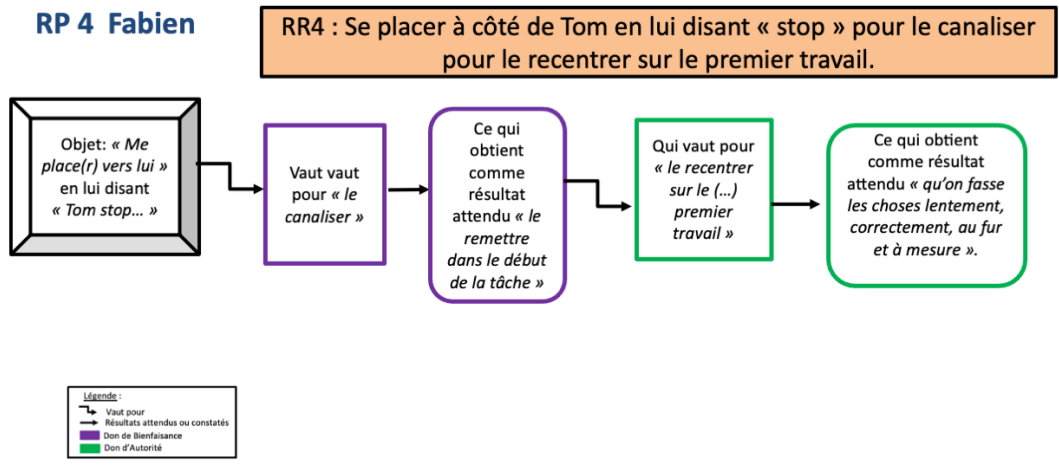 RP 4 Fabien
RR4 : Se placer à côté de Tom en lui disant « stop » pour le canaliser
pour le recentrer sur le premier travail.
Objet: « Me
place(r) vers lui »
en lui disant
« Tom stop... »
Vaut vaut
pour « le
canaliser »
Ce qui
obtient
comme
résultat
attendu « le
remettre
dans le début
de la tâche »
Qui vaut pour
« le recentrer
sur le (...)
premier
travail »
Ce qui obtient
comme résultat
attendu « qu'on fasse
les choses lentement,
correctement, au fur
et à mesure ».
Légende :
Vaut pour
Résultats attendus ou constatés
Don de Bienfaisance
Don d'Autorité